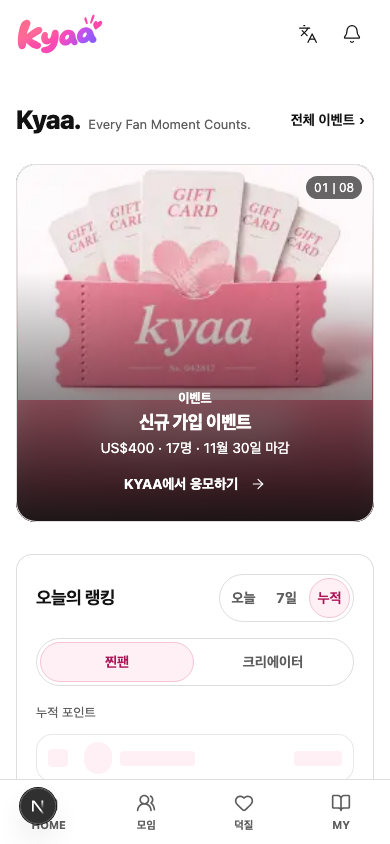 kyaa
Kyaa. Every Fan Moment Counts.
전체 이벤트 ›
01 | 08
GIFT CARD
GIFT CARD
GIFT CARD
GIFT CARD
GIFT CARD
kyaa
No. 042817
이벤트
신규 가입 이벤트
US$400 · 17명 · 11월 30일 마감
KYAA에서 응모하기 →
오늘의 랭킹
오늘 7일 누적
찐팬 크리에이터
누적 포인트
N
HOME 모임 덕질 MY